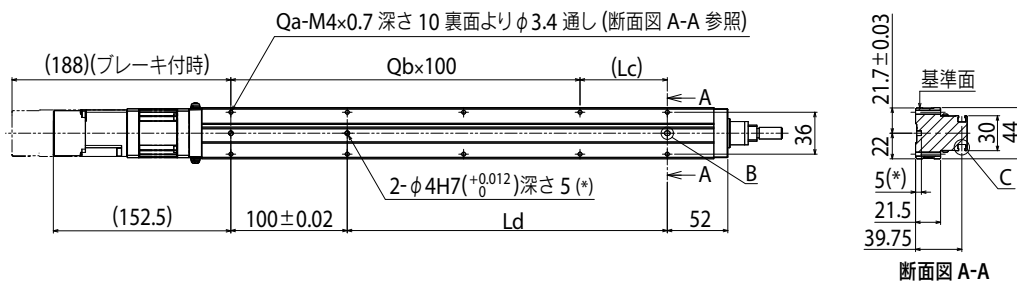 Qa-M4×0.7 深さ 10 裏面よりφ3.4 通し (断面図 A-A 参照)
(188)(ブレーキ付時)
Qb×100
(Lc)
A
36
A
B
2-φ4H7(+0.012 0)深さ 5 (*)
(152.5)
100±0.02
Ld
52
21.7±0.03
基準面
22
30
44
5(*)
C
21.5
39.75
断面図 A-A